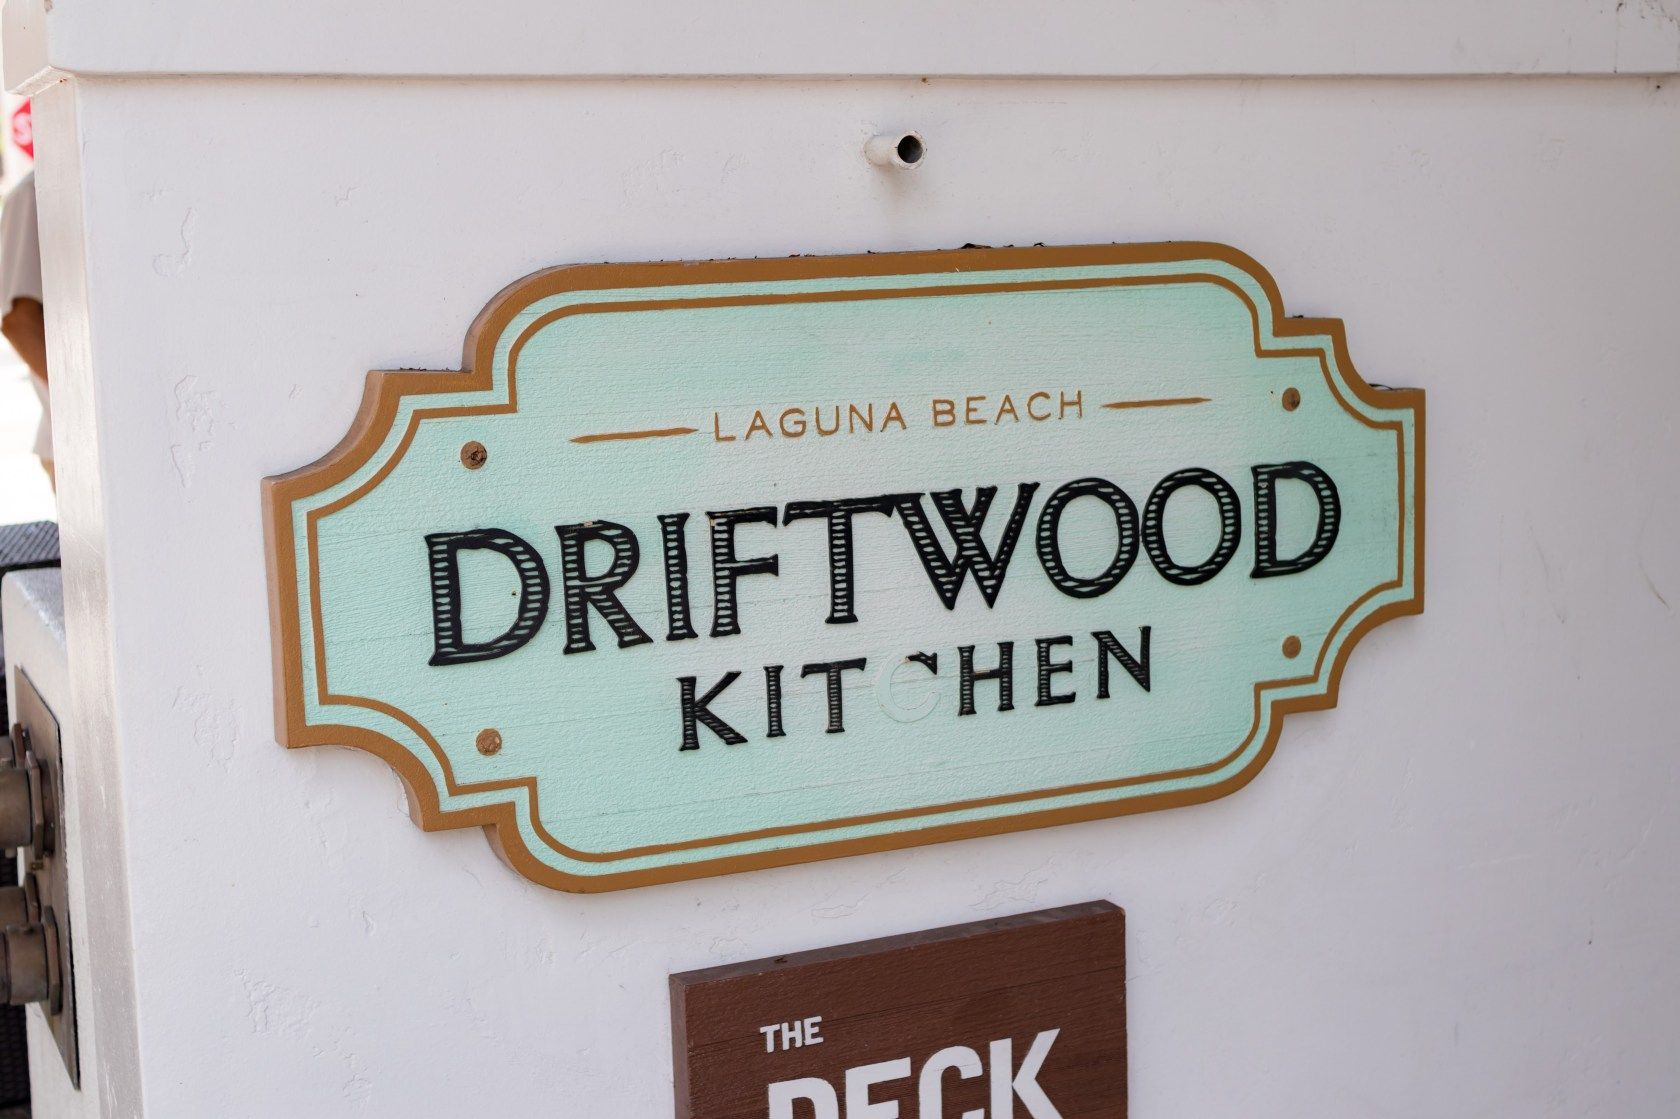 LAGUNA BEACH
DRIFTWOOD
KITCHEN
THE
DECK